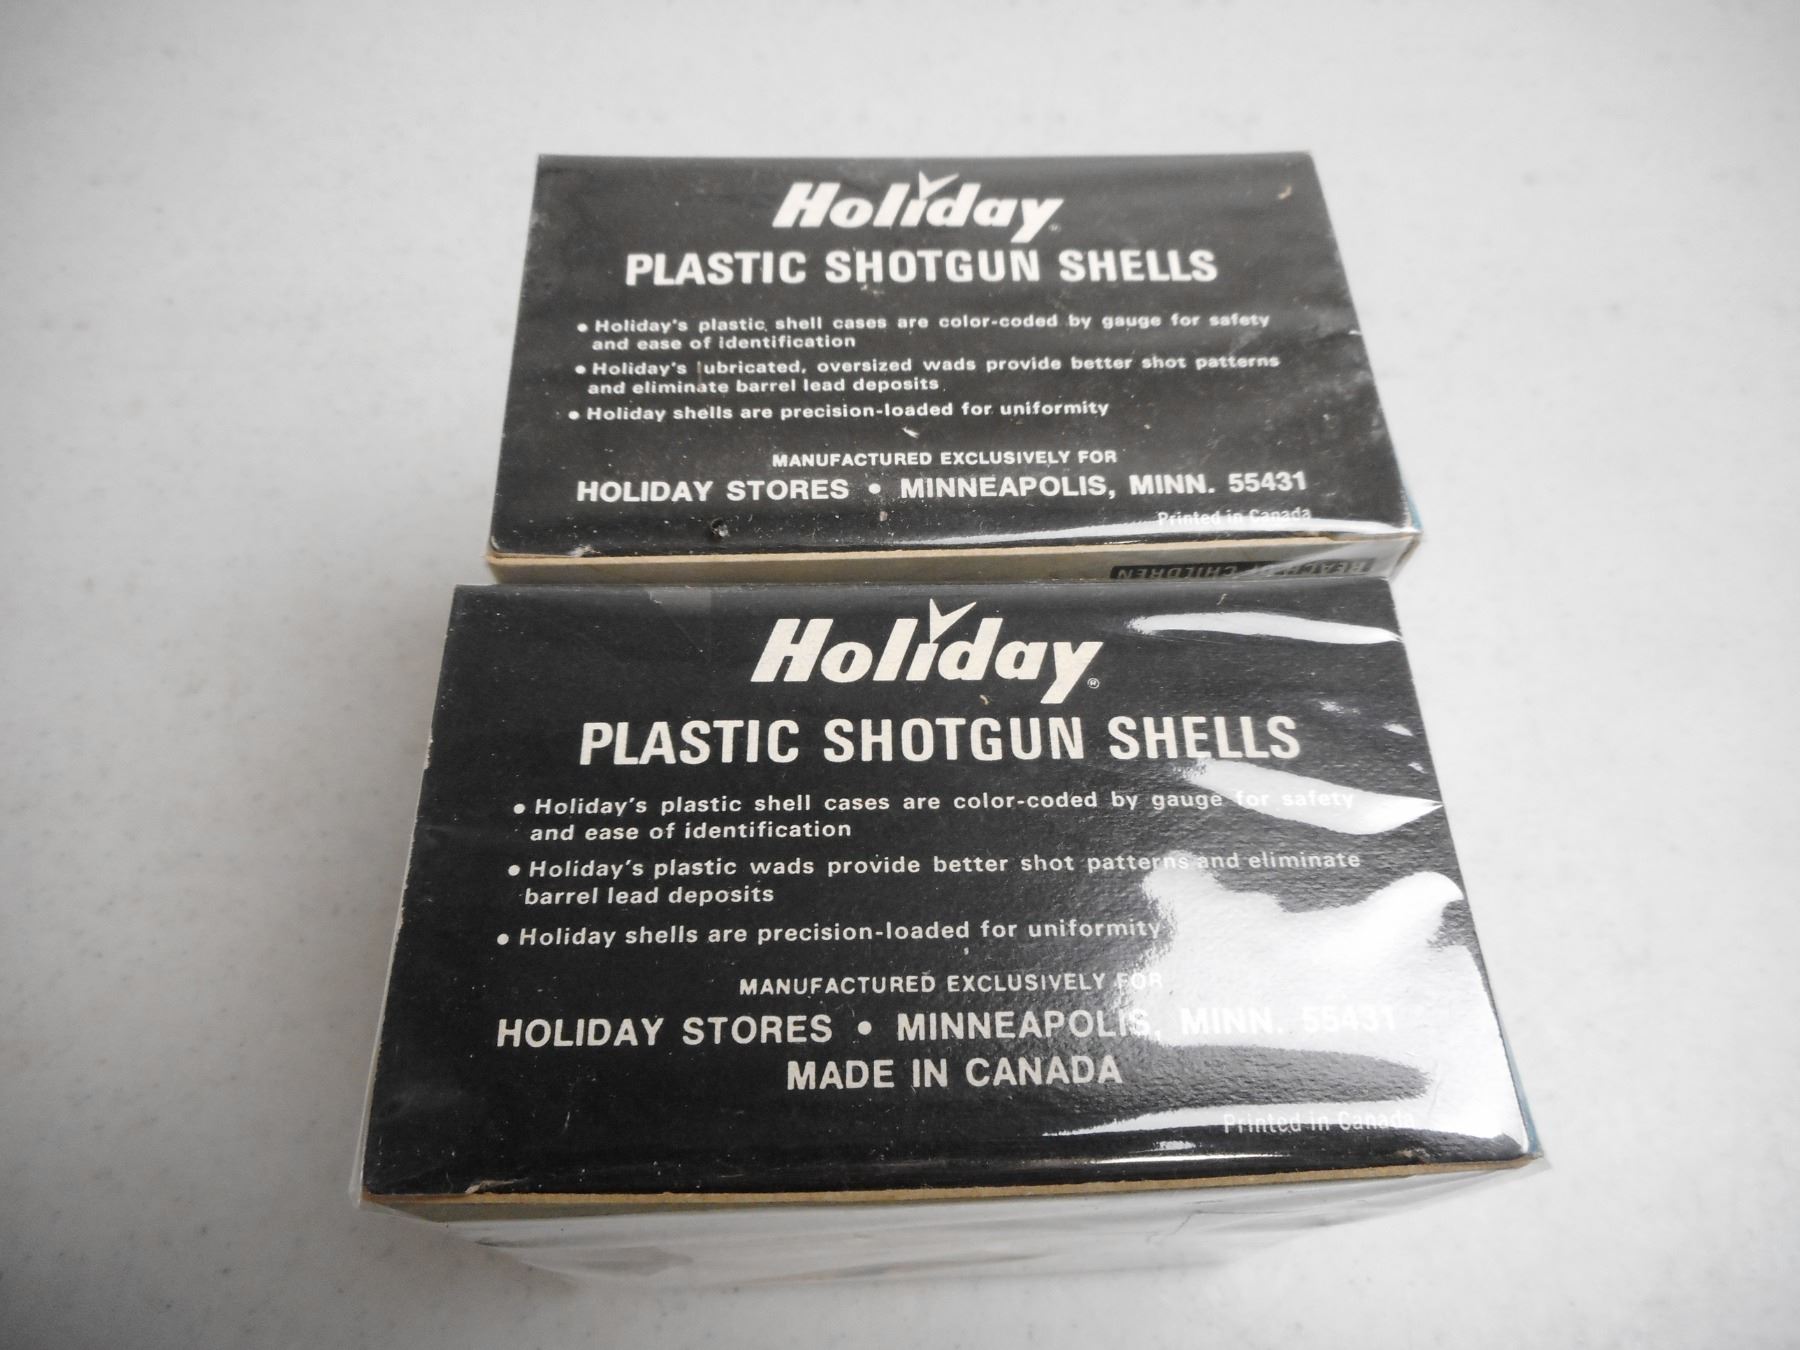 Holiday®
PLASTIC SHOTGUN SHELLS
• Holiday's plastic shell cases are color-coded by gauge for safety
and ease of identification
• Holiday's lubricated, oversized wads provide better shot patterns
and eliminate barrel lead deposits
• Holiday shells are precision-loaded for uniformity
MANUFACTURED EXCLUSIVELY FOR
HOLIDAY STORES • MINNEAPOLIS, MINN. 55431
Printed in Canada
REACH OF CHILDREN
Holiday®
PLASTIC SHOTGUN SHELLS
• Holiday's plastic shell cases are color-coded by gauge for safety
and ease of identification
• Holiday's plastic wads provide better shot patterns and eliminate
barrel lead deposits
• Holiday shells are precision-loaded for uniformity
MANUFACTURED EXCLUSIVELY FOR
HOLIDAY STORES • MINNEAPOLIS, MINN. 55431
MADE IN CANADA
Printed in Canada